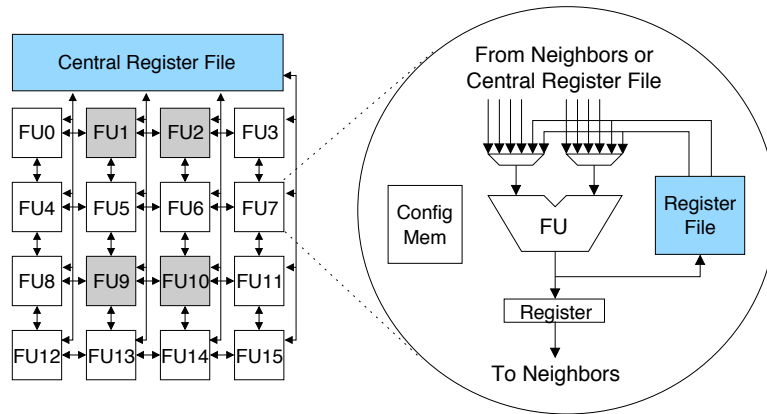 Central Register File
FU0 FU1 FU2 FU3
FU4 FU5 FU6 FU7
FU8 FU9 FU10 FU11
FU12 FU13 FU14 FU15
From Neighbors or
Central Register File
Config
Mem
FU
Register
File
Register
To Neighbors